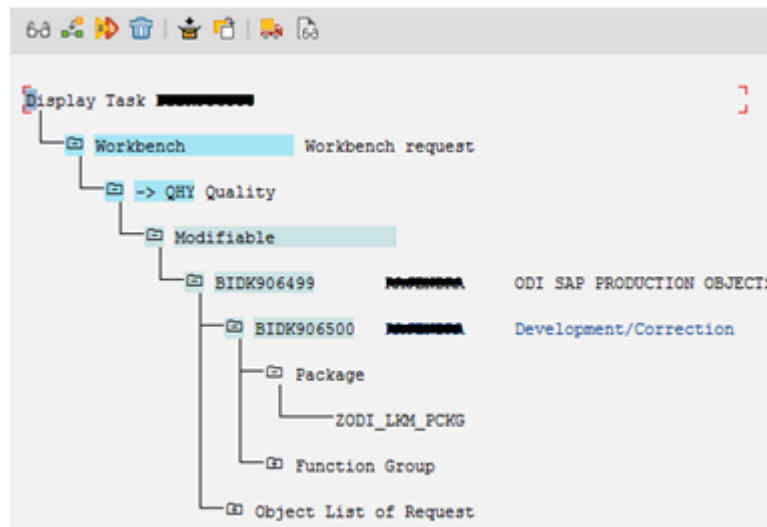 Display Task
Workbench Workbench request
-> QHY Quality
Modifiable
BIDK906499 ODI SAP PRODUCTION OBJECTS
BIDK906500 Development/Correction
Package
ZODI_LKM_PCKG
Function Group
Object List of Request